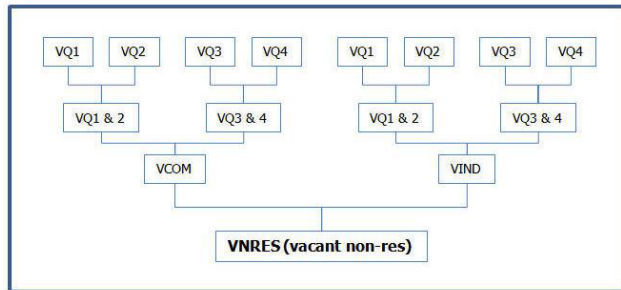 VQ1 VQ2 VQ3 VQ4 VQ1 VQ2 VQ3 VQ4
VQ1 & 2 VQ3 & 4 VQ1 & 2 VQ3 & 4
VCOM VIND
VNRES (vacant non-res)